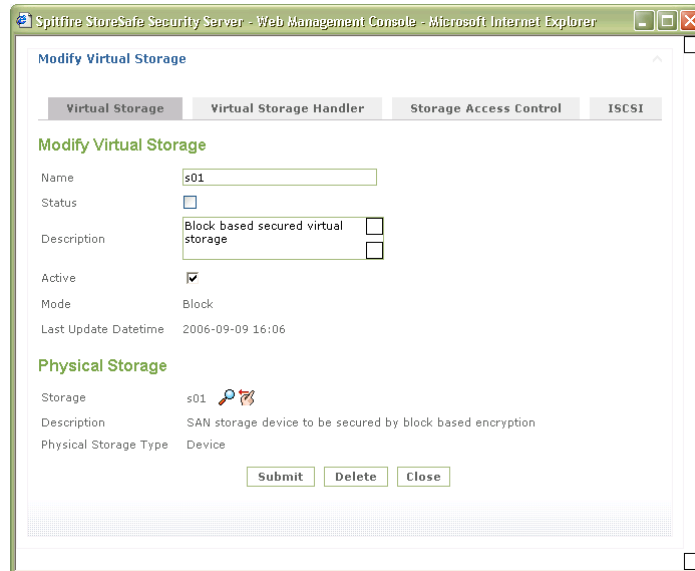 Spitfire StoreSafe Security Server - Web Management Console - Microsoft Internet Explorer
Modify Virtual Storage
Virtual Storage Virtual Storage Handler Storage Access Control ISCSI
Modify Virtual Storage
Name s01
Status
Description Block based secured virtual
storage
Active
Mode Block
Last Update Datetime 2006-09-09 16:06
Physical Storage
Storage s01
Description SAN storage device to be secured by block based encryption
Physical Storage Type Device
Submit Delete Close